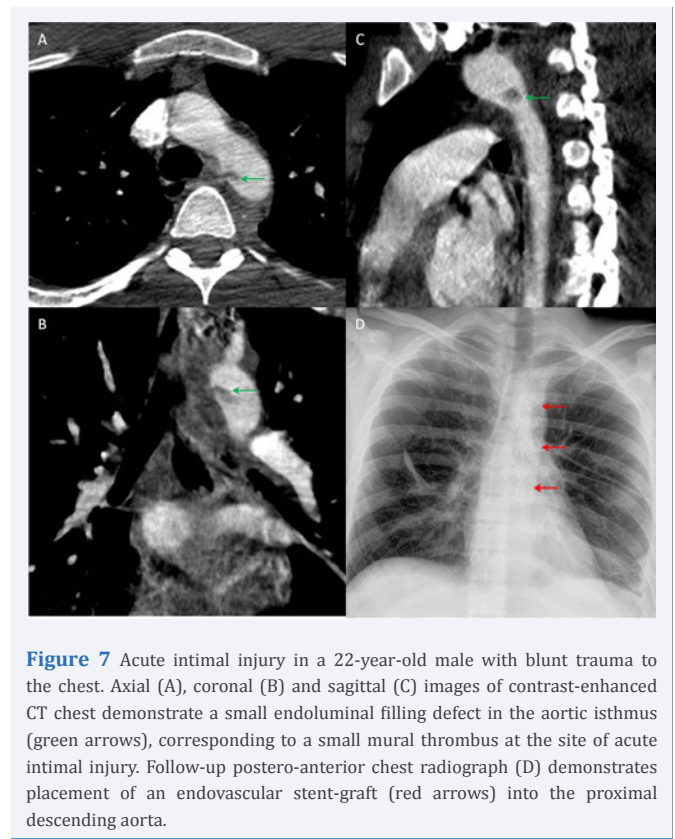 A
C
B
D
Figure 7 Acute intimal injury in a 22-year-old male with blunt trauma to
the chest. Axial (A), coronal (B) and sagittal (C) images of contrast-enhanced
CT chest demonstrate a small endoluminal filling defect in the aortic isthmus
(green arrows), corresponding to a small mural thrombus at the site of acute
intimal injury. Follow-up postero-anterior chest radiograph (D) demonstrates
placement of an endovascular stent-graft (red arrows) into the proximal
descending aorta.